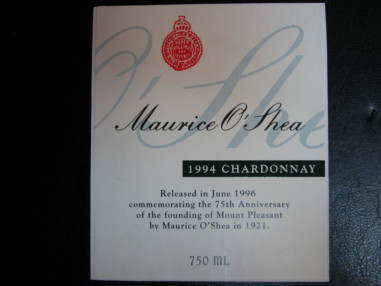 O'She
Maurice O'Shea
1994 CHARDONNAY
Released in June 1996
commemorating the 75th Anniversary
of the founding of Mount Pleasant
by Maurice O'Shea in 1921.
750 ML